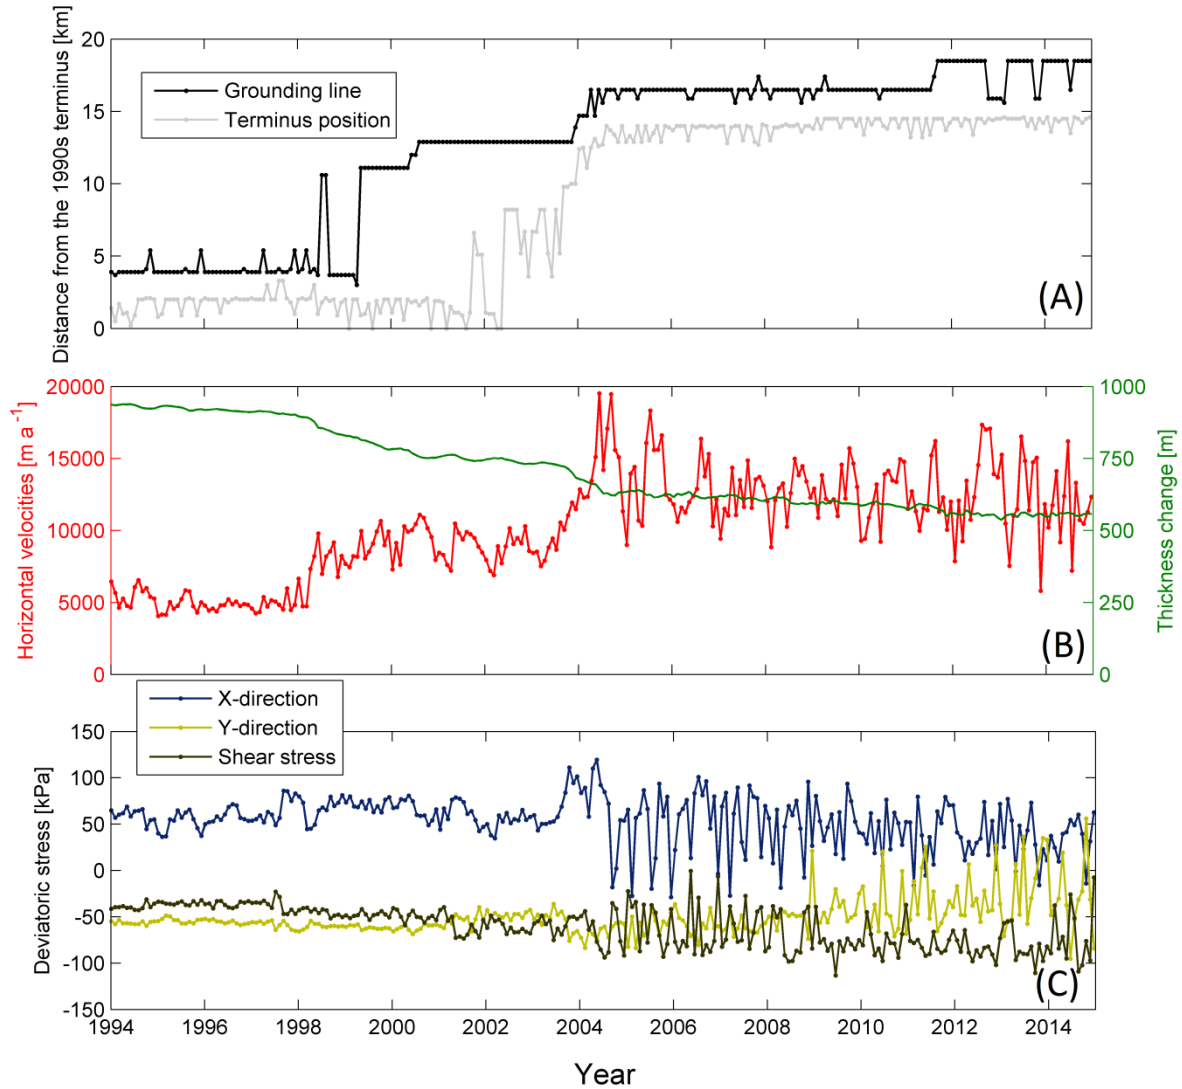 Distance from the 1990s terminus [km]
20
15
10
5
0
Grounding line
Terminus position
(A)
Horizontal velocities [m a⁻¹]
20000
15000
10000
5000
0
1000
750
500
250
0
Thickness change [m]
(B)
X-direction
Y-direction
Shear stress
Deviatoric stress [kPa]
150
100
50
0
-50
-100
-150
(C)
1994 1996 1998 2000 2002 2004 2006 2008 2010 2012 2014
Year